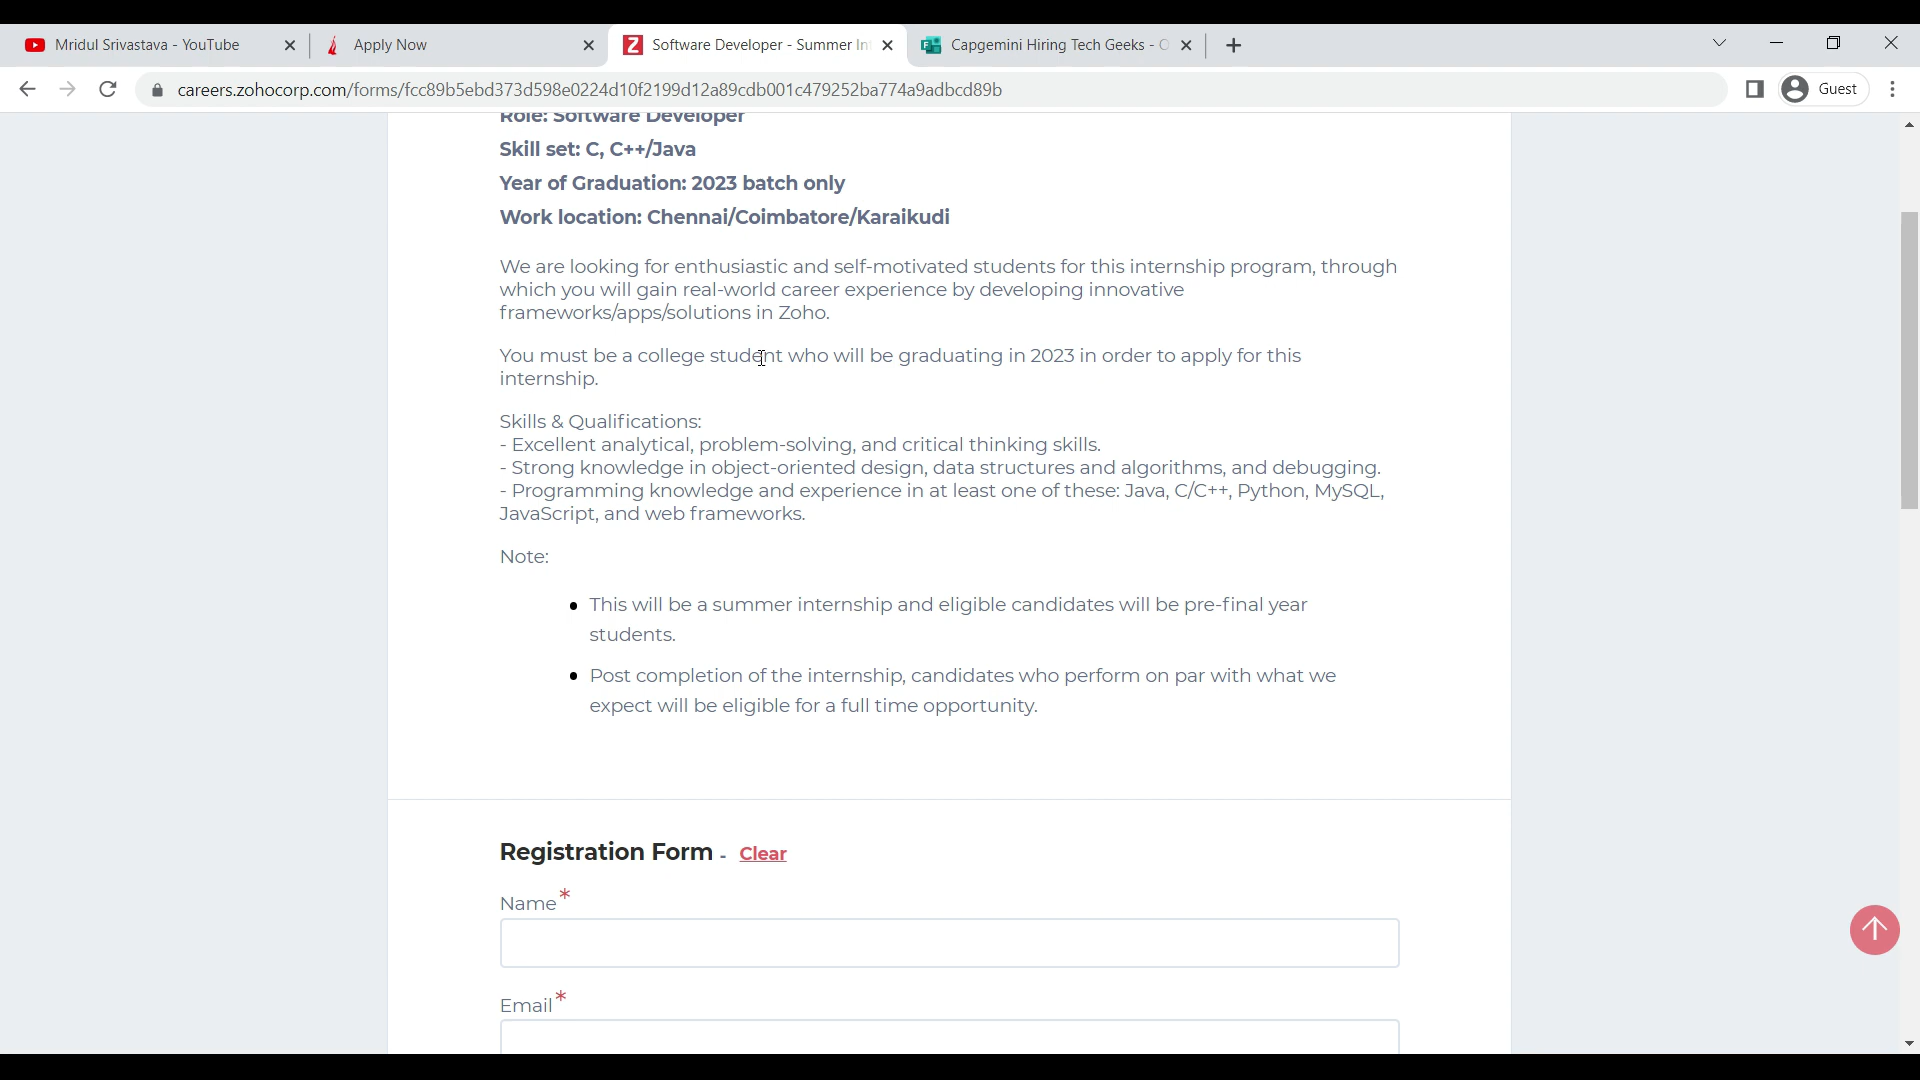 Mridul Srivastava - YouTube
Apply Now
Software Developer - Summer In
Capgemini Hiring Tech Geeks - O
careers.zohocorp.com/forms/fcc89b5ebd373d598e0224d10f2199d12a89cdb001c479252ba774a9adbcd89b
Guest
Role: Software Developer
Skill set: C, C++/Java
Year of Graduation: 2023 batch only
Work location: Chennai/Coimbatore/Karaikudi
We are looking for enthusiastic and self-motivated students for this internship program, through
which you will gain real-world career experience by developing innovative
frameworks/apps/solutions in Zoho.
You must be a college student who will be graduating in 2023 in order to apply for this
internship.
Skills & Qualifications:
- Excellent analytical, problem-solving, and critical thinking skills.
- Strong knowledge in object-oriented design, data structures and algorithms, and debugging.
- Programming knowledge and experience in at least one of these: Java, C/C++, Python, MySQL,
JavaScript, and web frameworks.
Note:
• This will be a summer internship and eligible candidates will be pre-final year
students.
• Post completion of the internship, candidates who perform on par with what we
expect will be eligible for a full time opportunity.
Registration Form - Clear
Name*
Email*